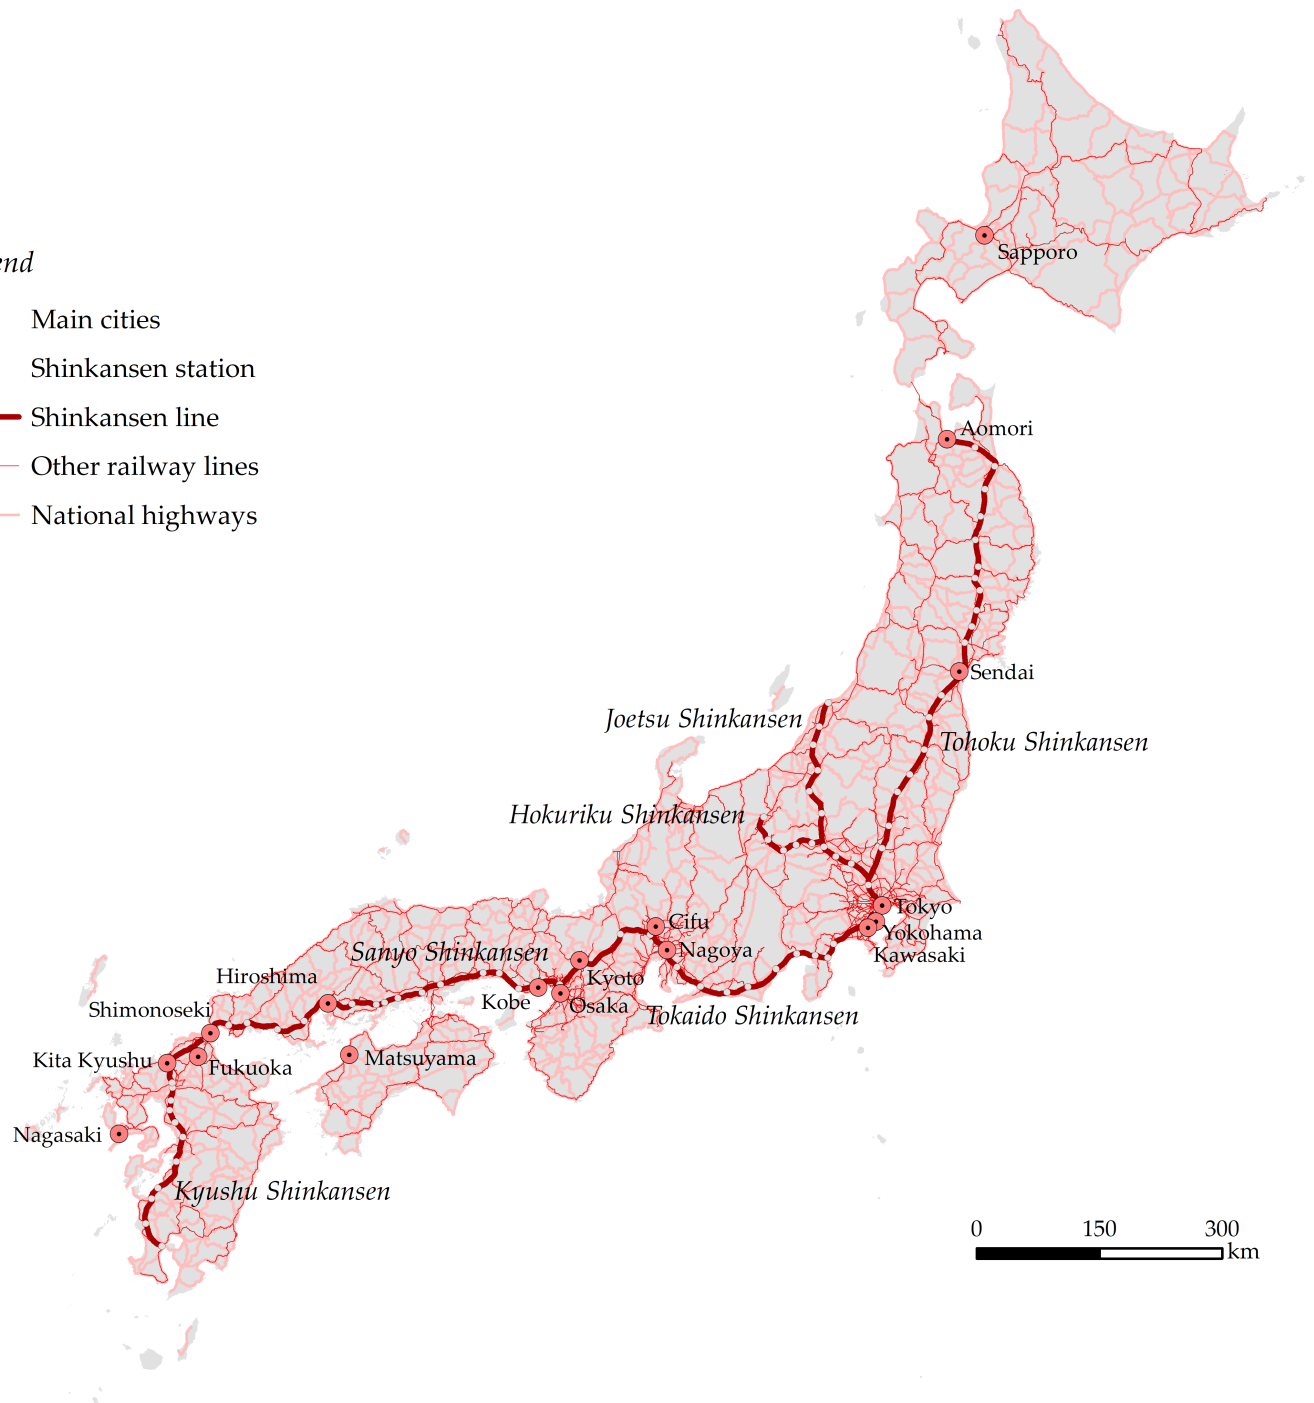 end
Main cities
Shinkansen station
Shinkansen line
Other railway lines
National highways
Sapporo
Aomori
Sendai
Joetsu Shinkansen
Tohoku Shinkansen
Hokuriku Shinkansen
Tokyo
Cifu
Yokohama
Nagoya
Kawasaki
Sanyo Shinkansen
Hiroshima
Kyoto
Kobe
Osaka
Shimonoseki
Tokaido Shinkansen
Kita Kyushu
Fukuoka
Matsuyama
Nagasaki
Kyushu Shinkansen
0 150 300
km